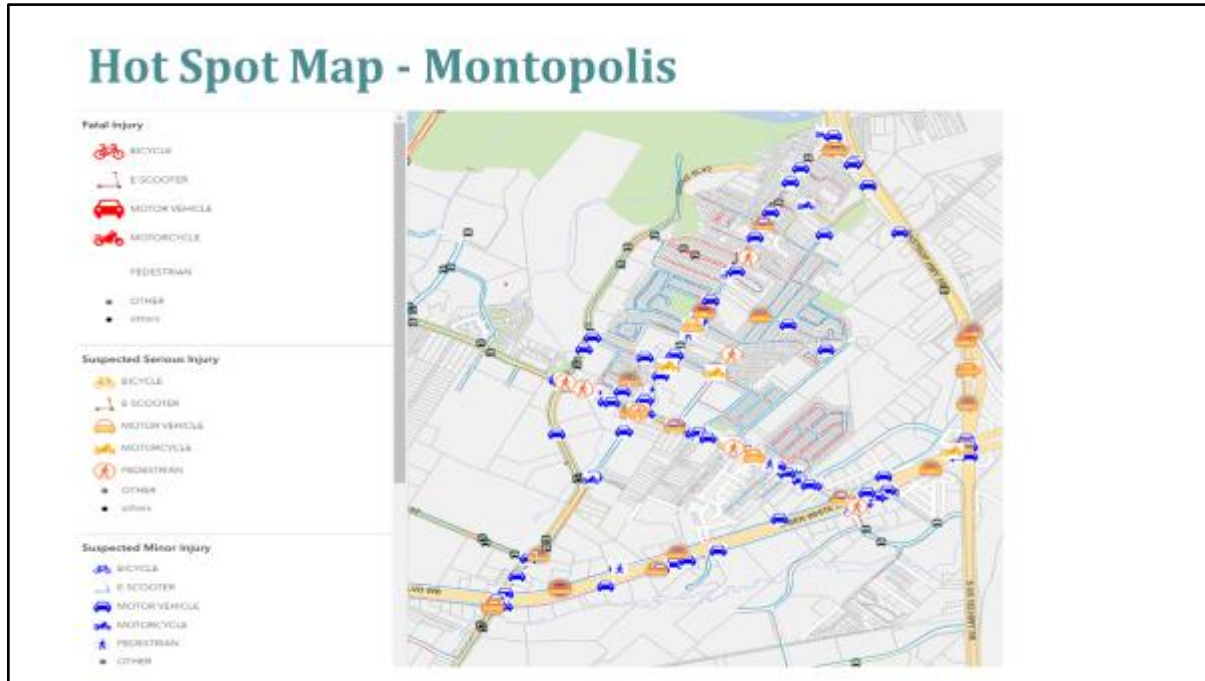 Hot Spot Map - Montopolis
Fatal Injury
BICYCLE
E-SCOOTER
MOTOR VEHICLE
MOTORCYCLE
PEDESTRIAN
OTHER
others
Suspected Serious Injury
BICYCLE
E-SCOOTER
MOTOR VEHICLE
MOTORCYCLE
PEDESTRIAN
OTHER
others
Suspected Minor Injury
BICYCLE
E-SCOOTER
MOTOR VEHICLE
MOTORCYCLE
PEDESTRIAN
OTHER